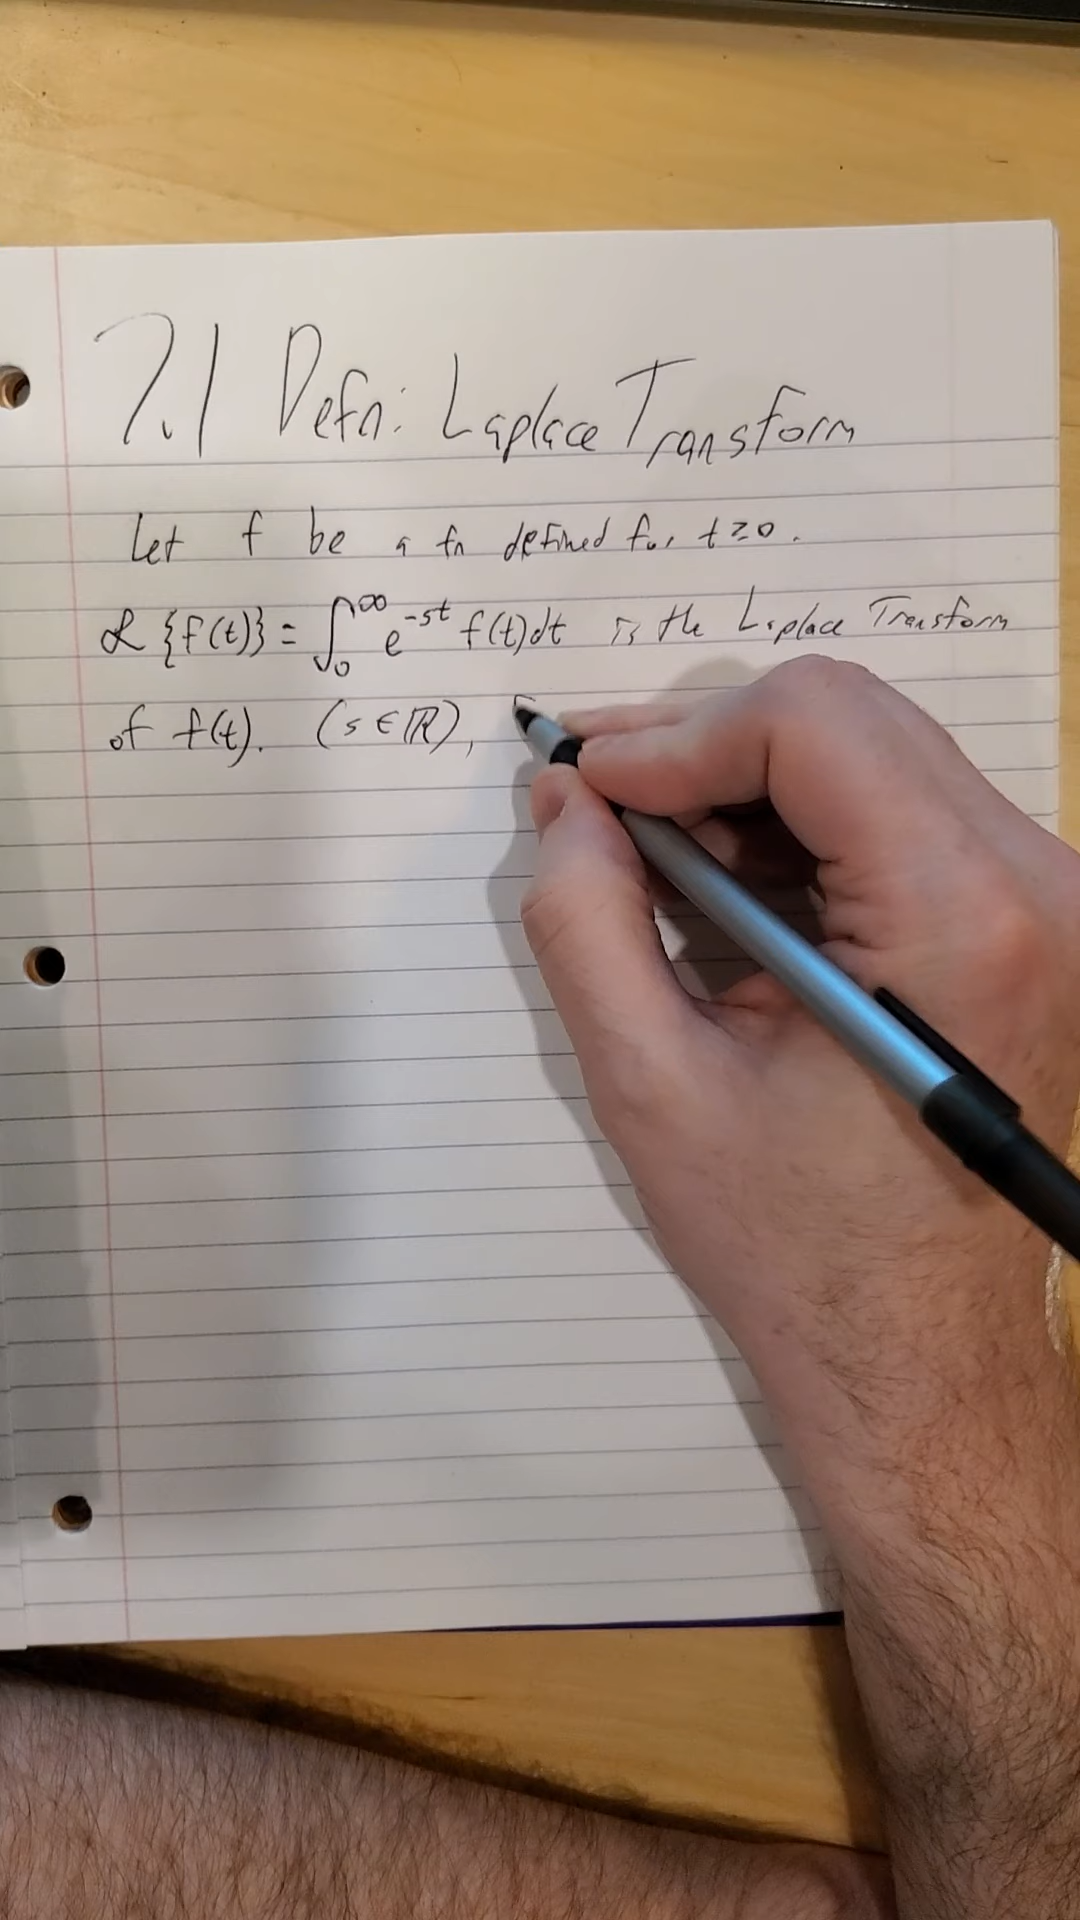 7.1 Defn: Laplace Transform
Let f be a fn defined for t ≥ 0.
ℒ{f(t)} = ∫₀^∞ e^(-st) f(t)dt is the Laplace Transform
of f(t). (s ∈ ℝ),